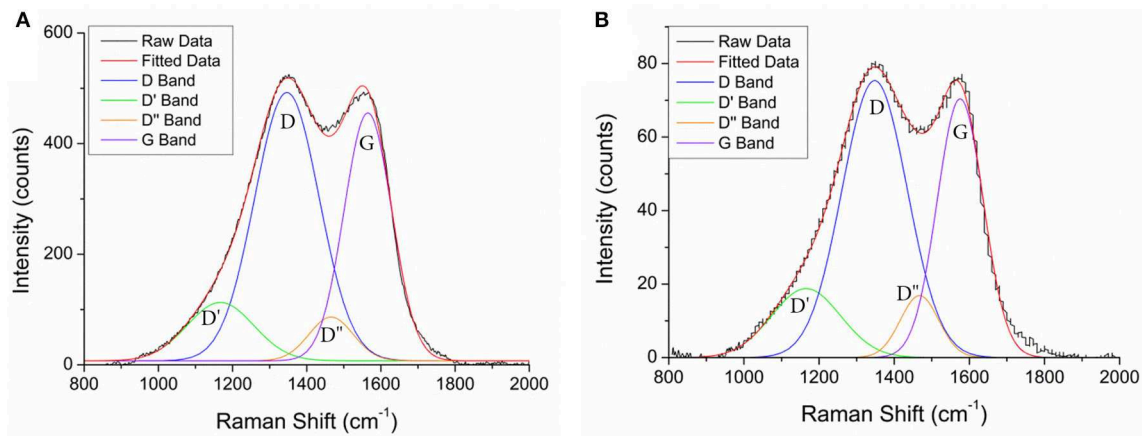 A
600
400
200
0
Intensity (counts)
Raw Data
Fitted Data
D Band
D' Band
D" Band
G Band
D
G
D'
D"
800 1000 1200 1400 1600 1800 2000
Raman Shift (cm-1)
B
80
60
40
20
0
Intensity (counts)
Raw Data
Fitted Data
D Band
D' Band
D" Band
G Band
D
G
D"
D'
800 1000 1200 1400 1600 1800 2000
Raman Shift (cm-1)